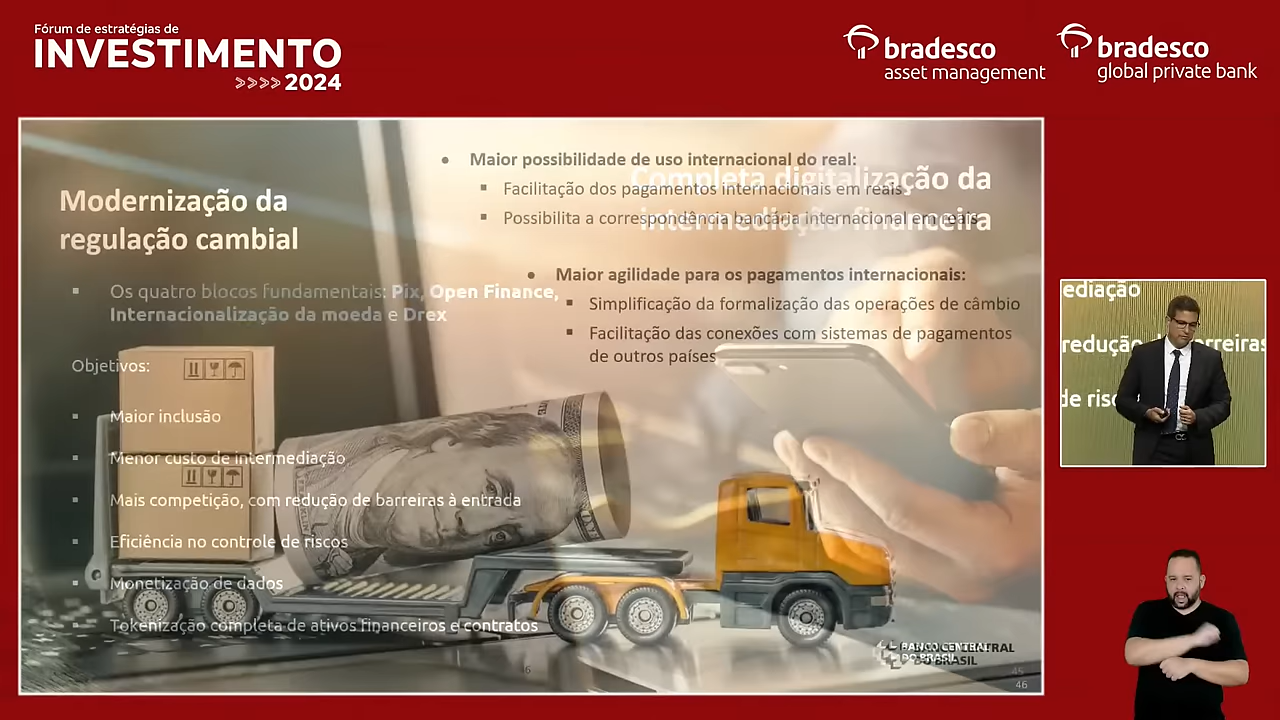 Fórum de estratégias de
INVESTIMENTO
>>>> 2024
bradesco
asset management
bradesco
global private bank
Modernização da
regulação cambial
• Maior possibilidade de uso internacional do real:
▪ Facilitação dos pagamentos internacionais em reais
▪ Possibilita a correspondência bancária internacional em reais
• Maior agilidade para os pagamentos internacionais:
▪ Simplificação da formalização das operações de câmbio
▪ Facilitação das conexões com sistemas de pagamentos
de outros países
Completa digitalização da
intermediação financeira
▪ Os quatro blocos fundamentais: Pix, Open Finance,
Internacionalização da moeda e Drex
Objetivos:
▪ Maior inclusão
▪ Menor custo de intermediação
▪ Mais competição, com redução de barreiras à entrada
▪ Eficiência no controle de riscos
▪ Monetização de dados
▪ Tokenização completa de ativos financeiros e contratos
BANCO CENTRAL
DO BRASIL
45
46
ediação
redução de barreiras
de risc